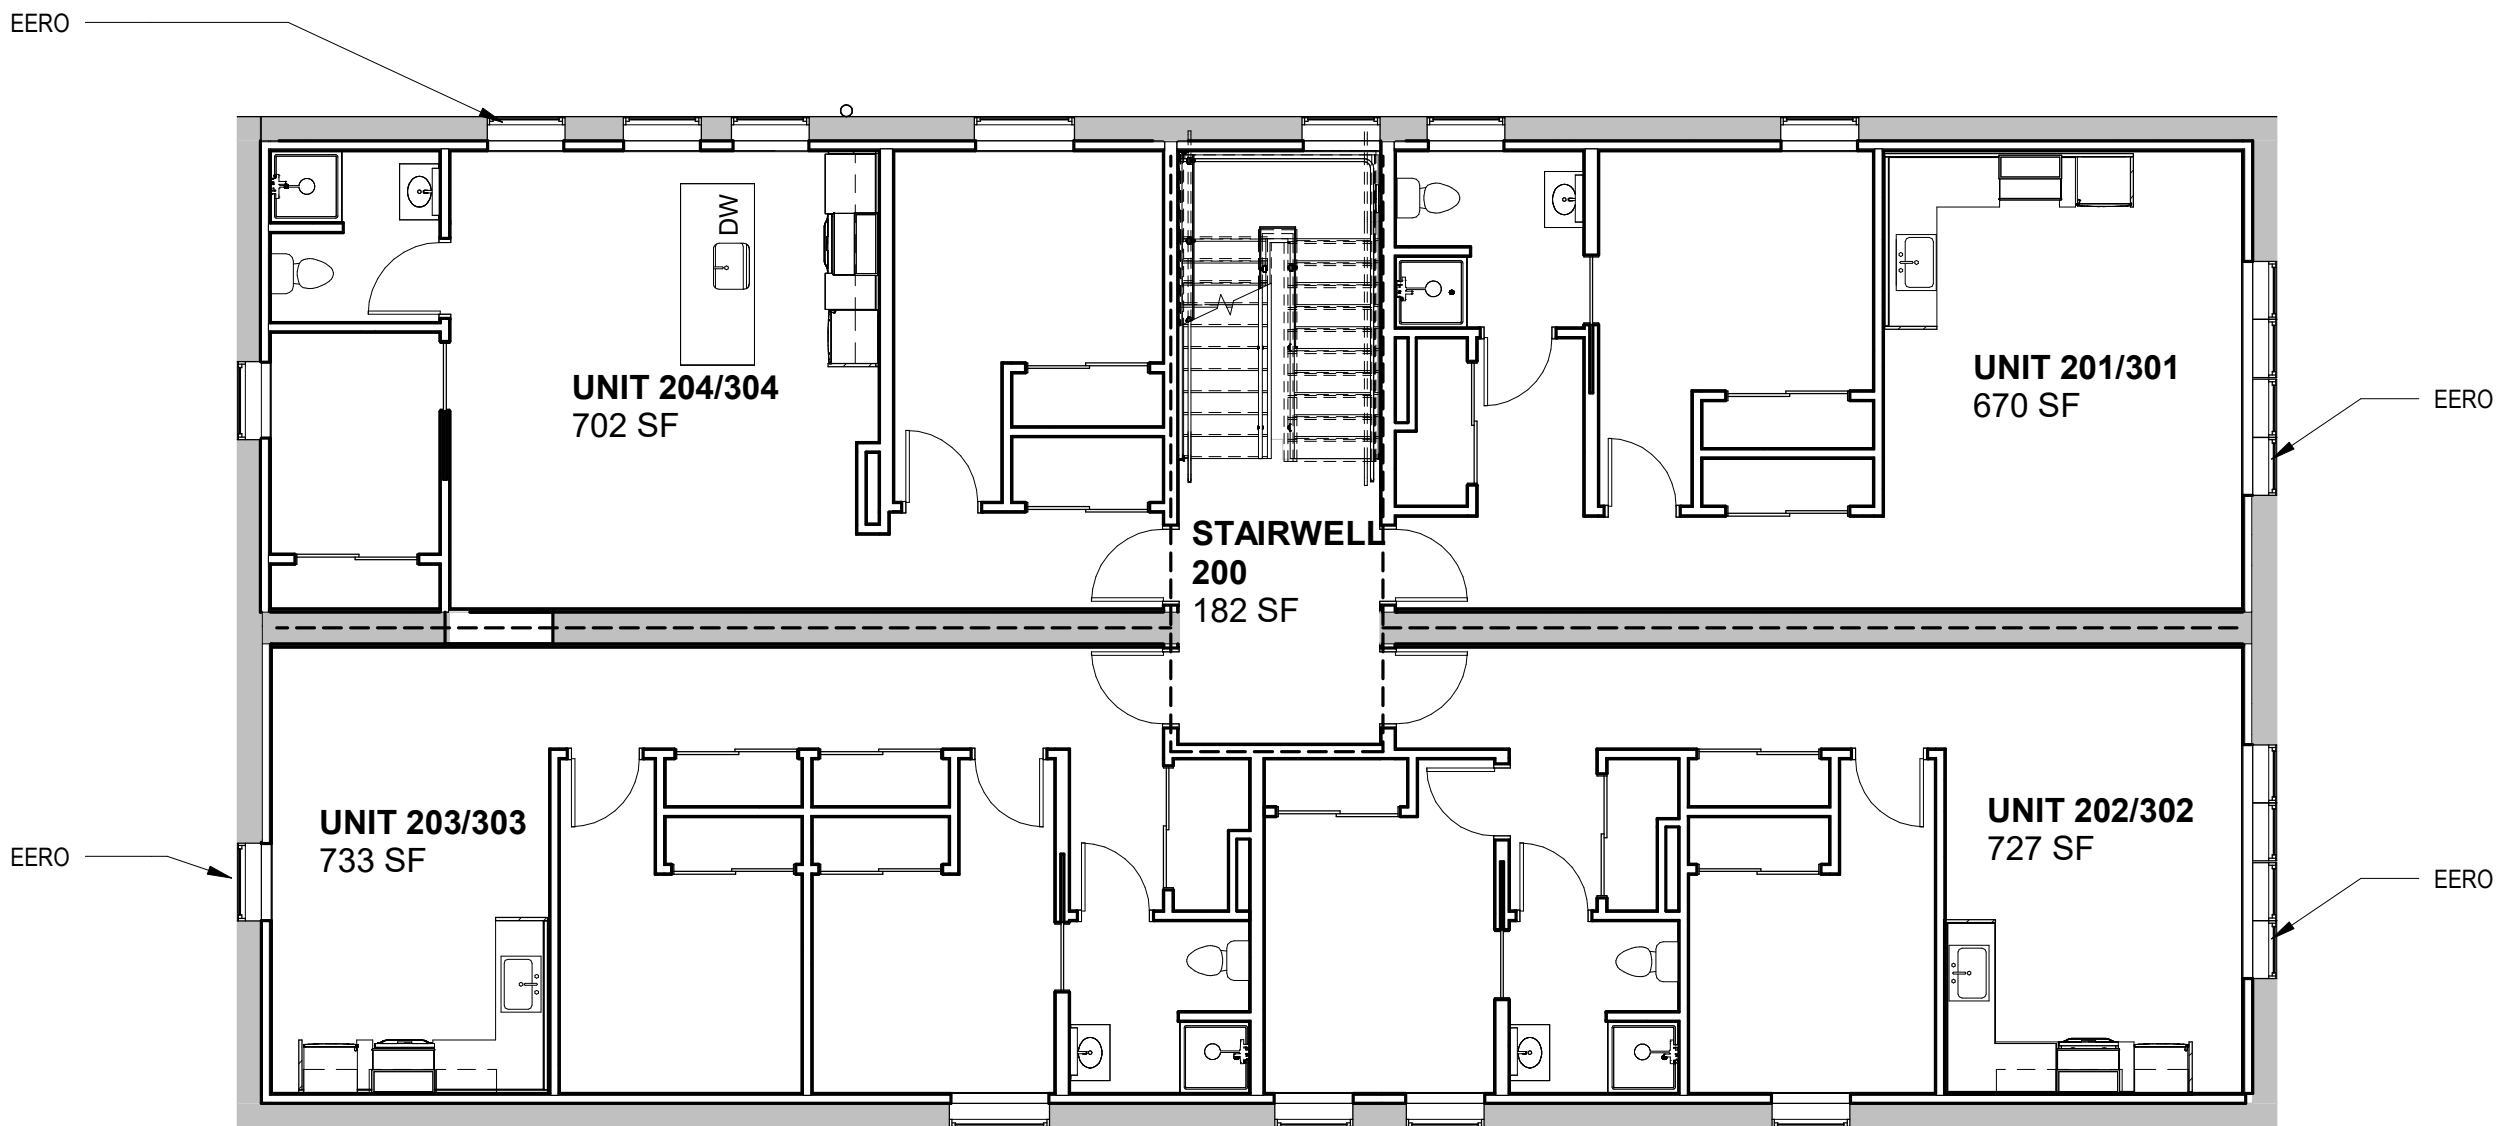 EERO
DW
UNIT 204/304
702 SF
UNIT 201/301
670 SF
EERO
STAIRWELL
200
182 SF
UNIT 203/303
733 SF
UNIT 202/302
727 SF
EERO
EERO